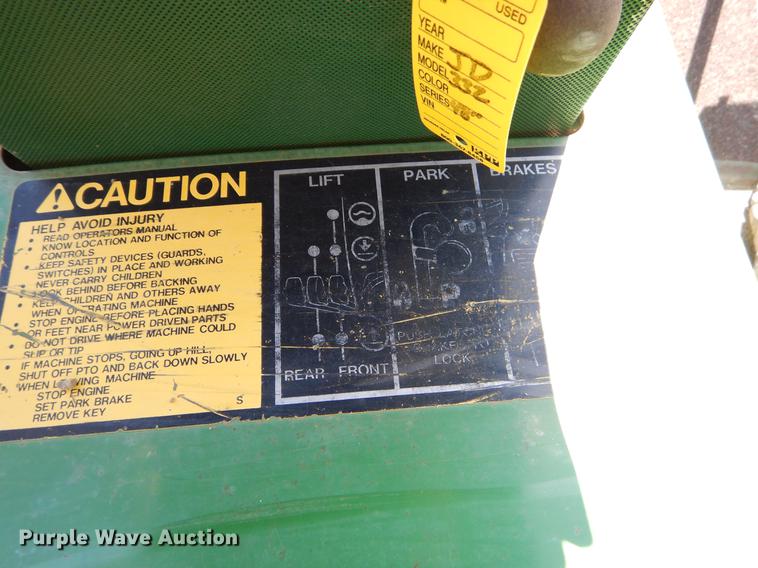 USED
YEAR
MAKE JD
MODEL 332
COLOR
SERIES 48"
VIN
CAUTION
HELP AVOID INJURY
• READ OPERATORS MANUAL
• KNOW LOCATION AND FUNCTION OF
CONTROLS
• KEEP SAFETY DEVICES (GUARDS,
SWITCHES) IN PLACE AND WORKING
NEVER CARRY CHILDREN
LOOK BEHIND BEFORE BACKING
KEEP CHILDREN AND OTHERS AWAY
WHEN OPERATING MACHINE
• STOP ENGINE BEFORE PLACING HANDS
OR FEET NEAR POWER DRIVEN PARTS
• DO NOT DRIVE WHERE MACHINE COULD
SLIP OR TIP
• IF MACHINE STOPS, GOING UP HILL,
SHUT OFF PTO AND BACK DOWN SLOWLY
• WHEN LEAVING MACHINE
STOP ENGINE
SET PARK BRAKE
REMOVE KEY
S
LIFT
REAR FRONT
PARK
LOCK
BRAKES
Purple Wave Auction